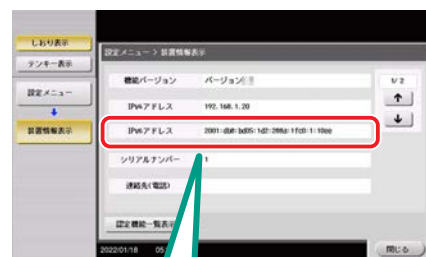 しおり表示
テンキー表示
設定メニュー
装置情報表示
設定メニュー > 装置情報表示
機能バージョン バージョン
1/2
IPv4アドレス 192.168.1.20
IPv6アドレス 2001:db8:bd05:1d2:288a:1fc0:1:10ee
シリアルナンバー 1
連絡先(電話)
設定機能一覧表示
2022/01/18 05:
閉じる